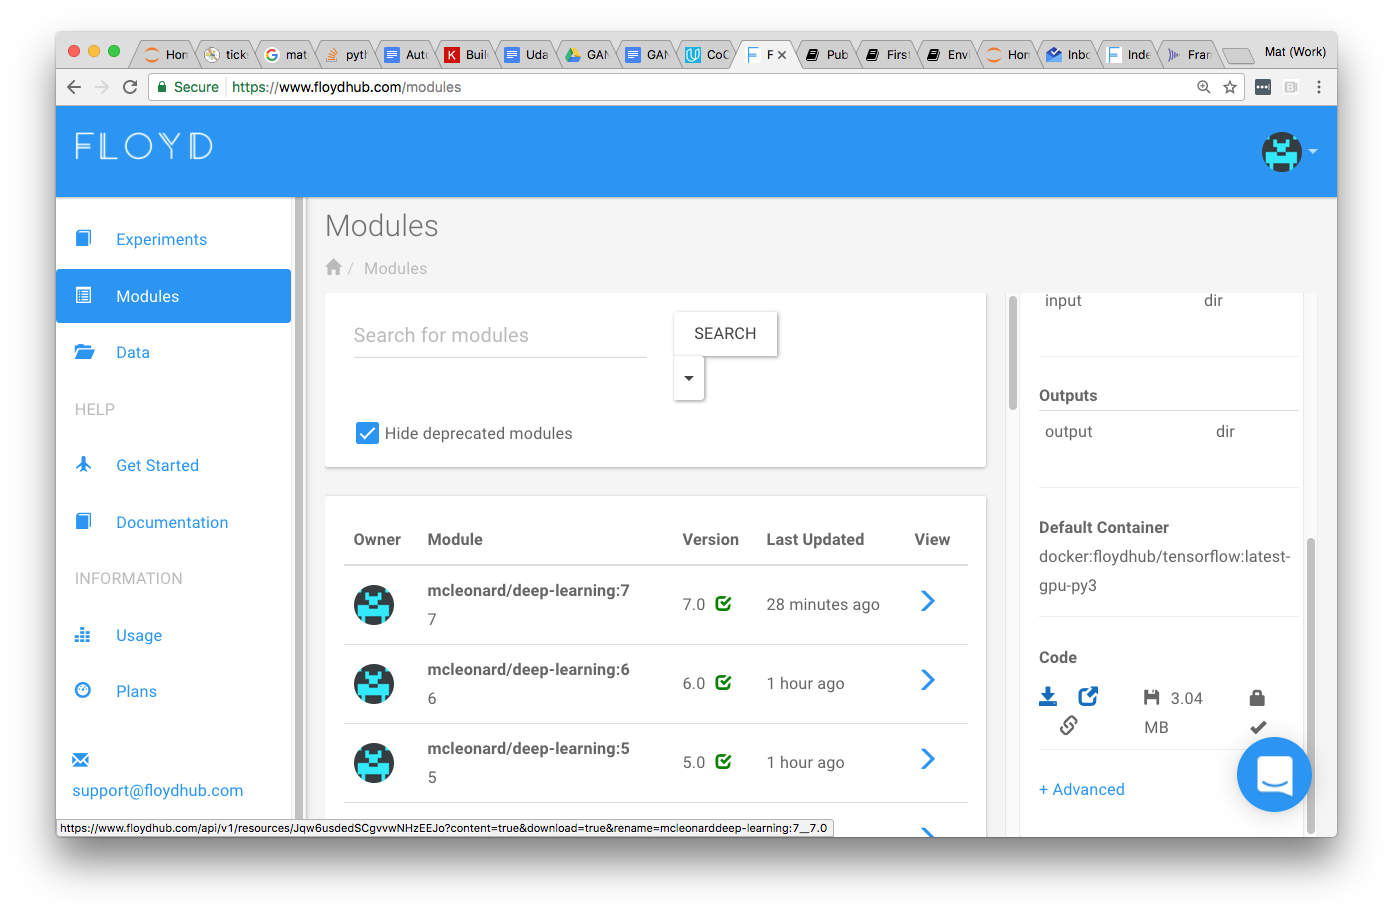 Hon
tick
mat
pyth
Auto
Buil
Uda
GAN
GAN
CoC
F
Pub
First
Envi
Hon
Inbo
Inde
Fran
Mat (Work)
Secure
https://www.floydhub.com/modules
FLOYD
Experiments
Modules
Data
HELP
Get Started
Documentation
INFORMATION
Usage
Plans
support@floydhub.com
Modules
/ Modules
Search for modules
SEARCH
Hide deprecated modules
Owner Module Version Last Updated View
mcleonard/deep-learning:7
7
7.0
28 minutes ago
mcleonard/deep-learning:6
6
6.0
1 hour ago
mcleonard/deep-learning:5
5
5.0
1 hour ago
input dir
Outputs
output dir
Default Container
docker:floydhub/tensorflow:latest-
gpu-py3
Code
3.04
MB
+ Advanced
https://www.floydhub.com/api/v1/resources/Jqw6usdedSCgvvwNHzEEJo?content=true&download=true&rename=mcleonarddeep-learning:7__7.0